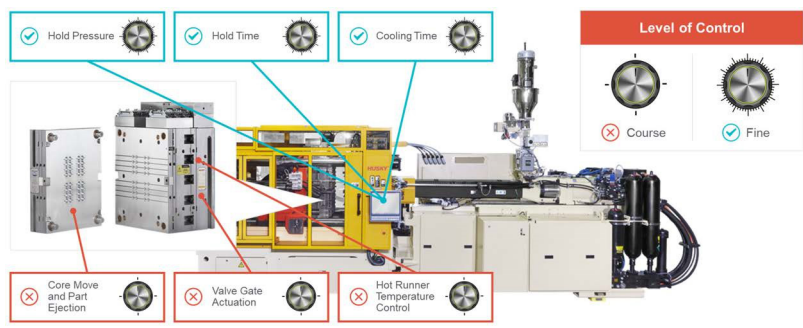 Hold Pressure
Hold Time
Cooling Time
Level of Control
Course
Fine
HUSKY
Core Move
and Part
Ejection
Valve Gate
Actuation
Hot Runner
Temperature
Control